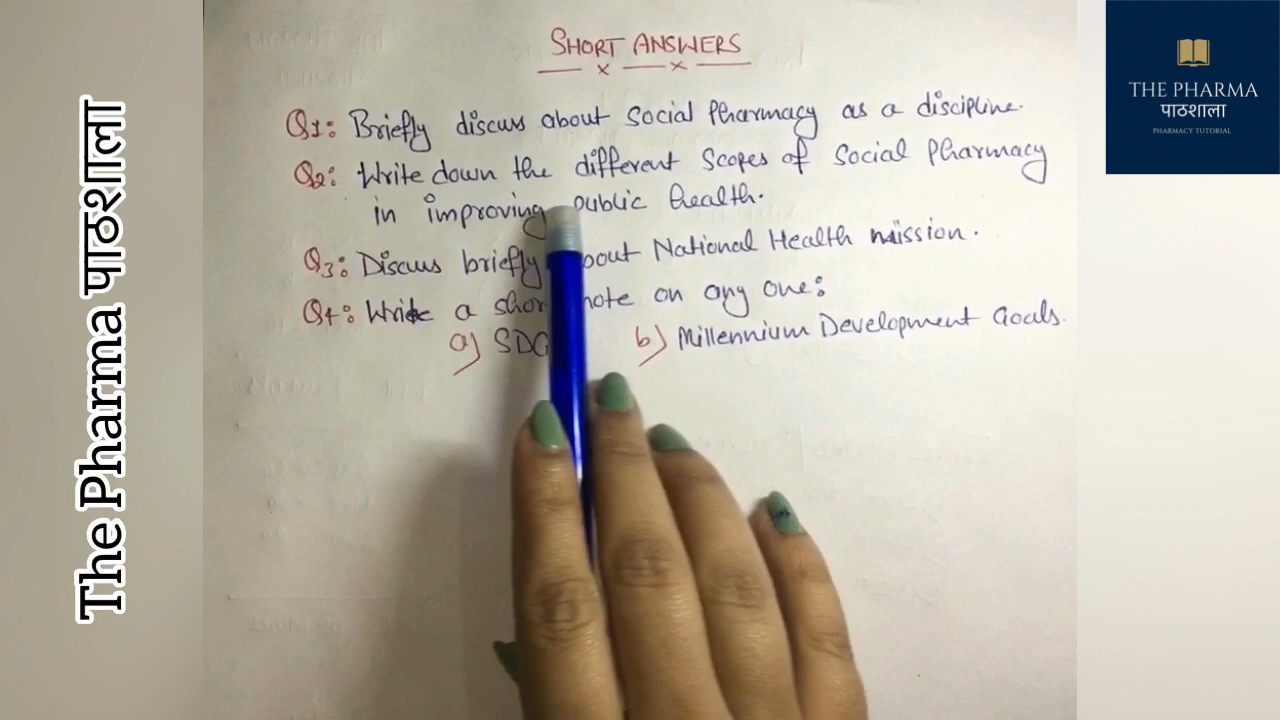 SHORT ANSWERS
Q1: Briefly discuss about Social Pharmacy as a discipline.
Q2: Write down the different Scopes of Social Pharmacy
in improving public health.
Q3: Discuss briefly about National Health mission.
Q4: Write a short note on any one:
a) SDG b) Millennium Development Goals.
THE PHARMA
पाठशाला
PHARMACY TUTORIAL
The Pharma पाठशाला